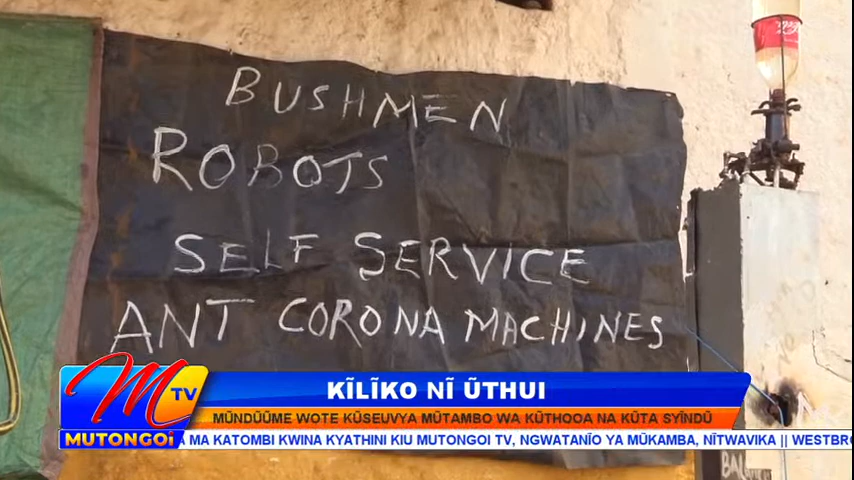 BUSHMEN
ROBOTS
SELF SERVICE
ANT CORONA MACHINES
M TV
MUTONGOI
KĨLĨKO NĨ ŨTHUI
MŨNDŨŨME WOTE KŨSEUVYA MŨTAMBO WA KŨTHOOA NA KŨTA SYĨNDŨ
A MA KATOMBI KWINA KYATHINI KIU MUTONGOI TV, NGWATANĨO YA MŨKAMBA, NĨTWAVIKA || WESTBRO